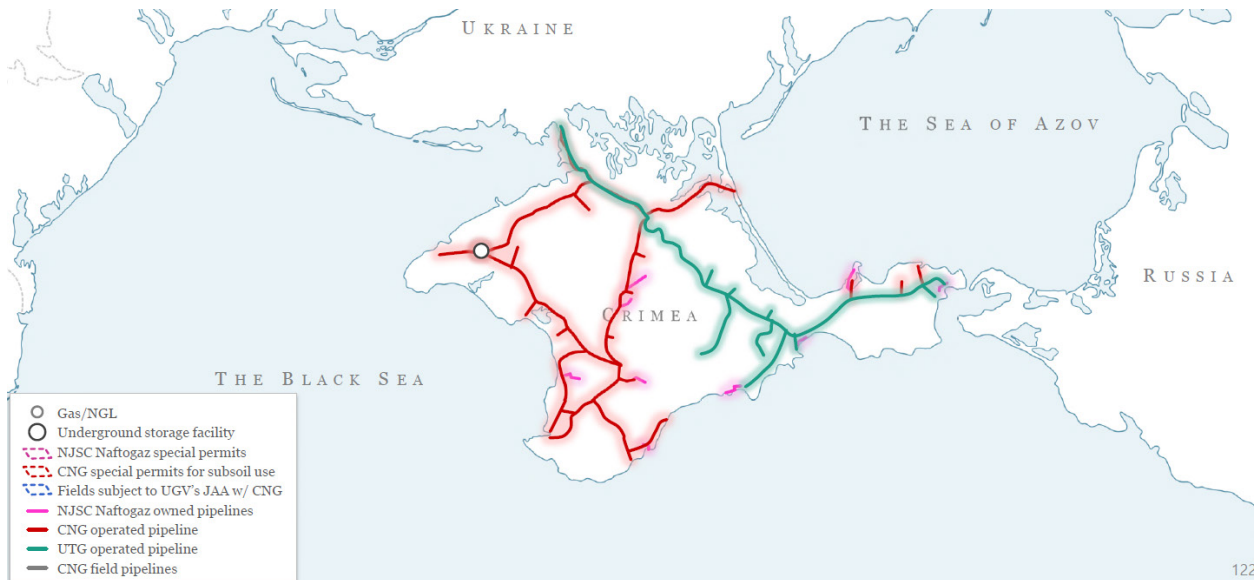 UKRAINE
THE SEA OF AZOV
RUSSIA
CRIMEA
THE BLACK SEA
Gas/NGL
Underground storage facility
NJSC Naftogaz special permits
CNG special permits for subsoil use
Fields subject to UGV's JAA w/ CNG
NJSC Naftogaz owned pipelines
CNG operated pipeline
UTG operated pipeline
CNG field pipelines
122